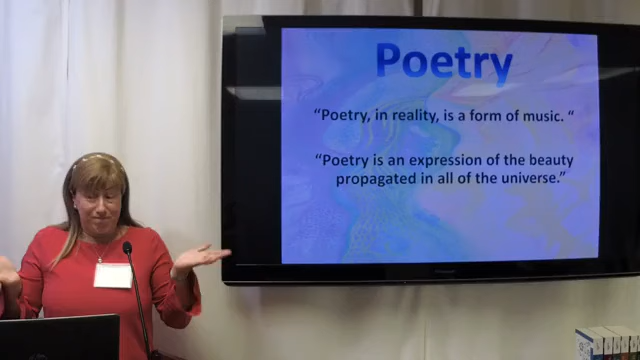 Poetry
“Poetry, in reality, is a form of music. “
“Poetry is an expression of the beauty
propagated in all of the universe.”